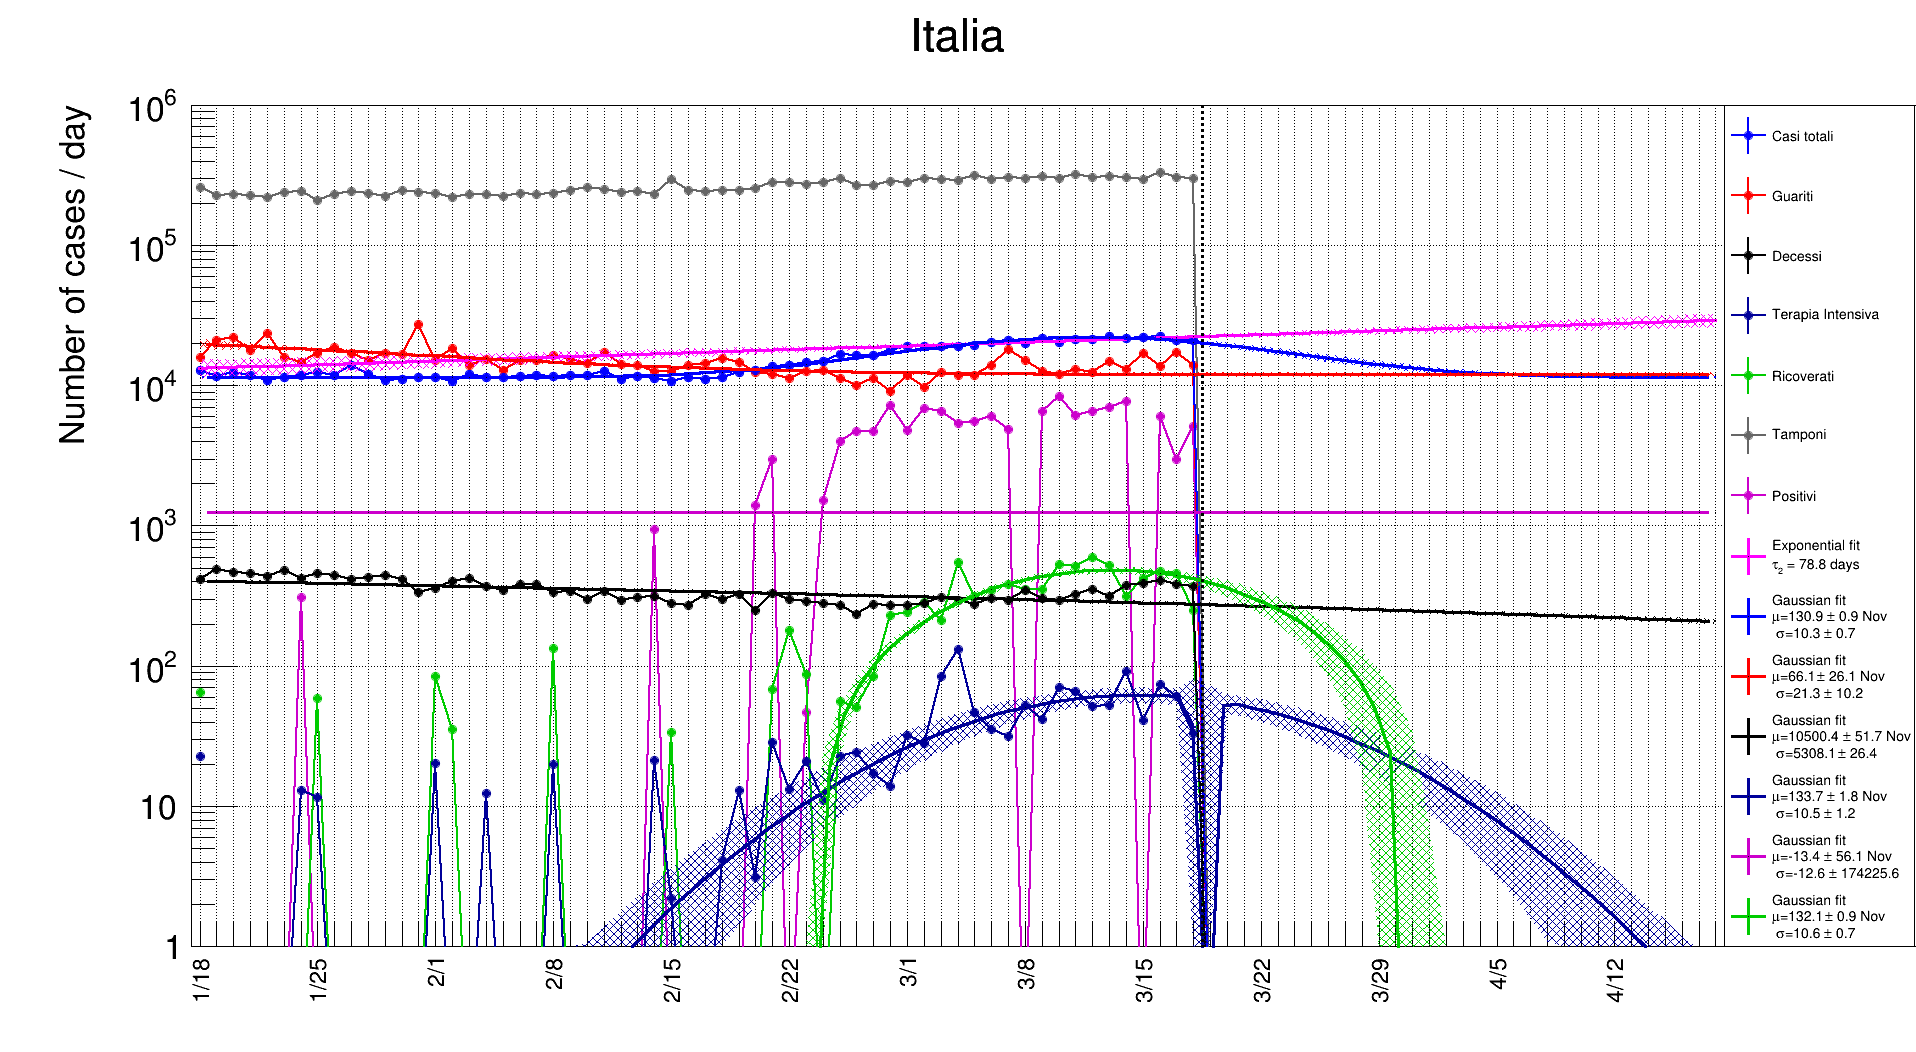 Italia
Number of cases / day
10^6
10^5
10^4
10^3
10^2
10
1
1/18
1/25
2/1
2/8
2/15
2/22
3/1
3/8
3/15
3/22
3/29
4/5
4/12
Casi totali
Guariti
Decessi
Terapia Intensiva
Ricoverati
Tamponi
Positivi
Exponential fit
τ₂ = 78.8 days
Gaussian fit
μ=130.9 ± 0.9 Nov
σ=10.3 ± 0.7
Gaussian fit
μ=66.1 ± 26.1 Nov
σ=21.3 ± 10.2
Gaussian fit
μ=10500.4 ± 51.7 Nov
σ=5308.1 ± 26.4
Gaussian fit
μ=133.7 ± 1.8 Nov
σ=10.5 ± 1.2
Gaussian fit
μ=-13.4 ± 56.1 Nov
σ=-12.6 ± 174225.6
Gaussian fit
μ=132.1 ± 0.9 Nov
σ=10.6 ± 0.7